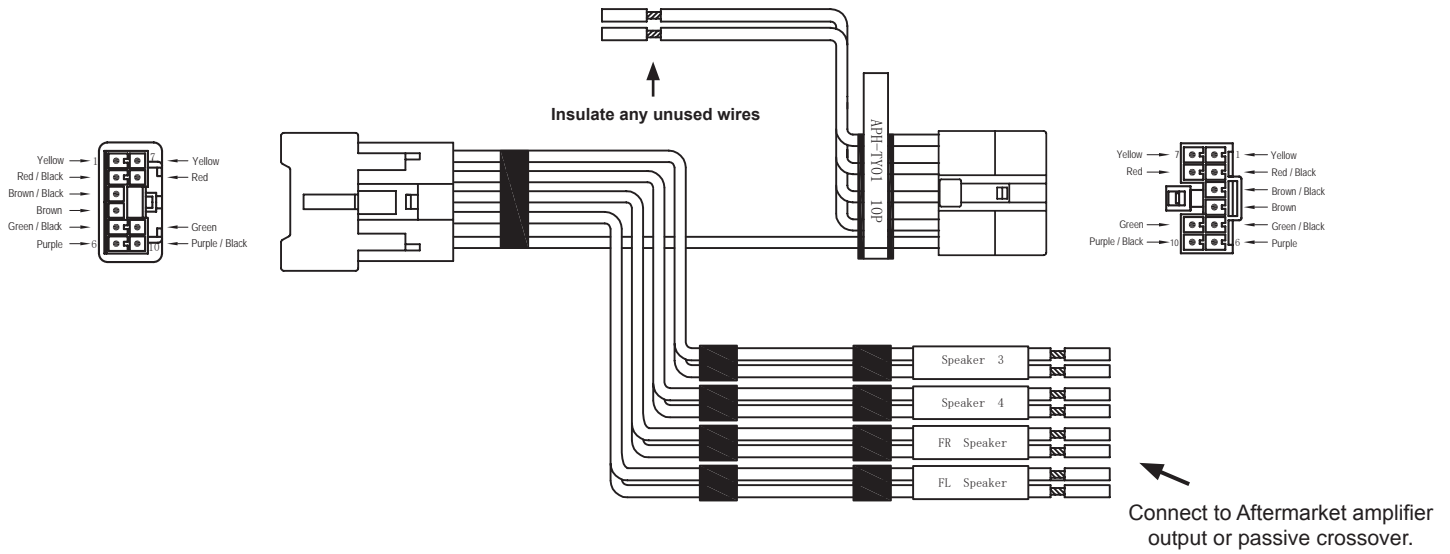 Insulate any unused wires
APH-TY01 10P
Yellow
1
7
Yellow
Red / Black
Red
Brown / Black
Brown
Green / Black
Green
Purple
6
10
Purple / Black
Yellow
7
1
Yellow
Red
Red / Black
Brown / Black
Brown
Green
Green / Black
Purple / Black
10
6
Purple
Speaker 3
Speaker 4
FR Speaker
FL Speaker
Connect to Aftermarket amplifier
output or passive crossover.